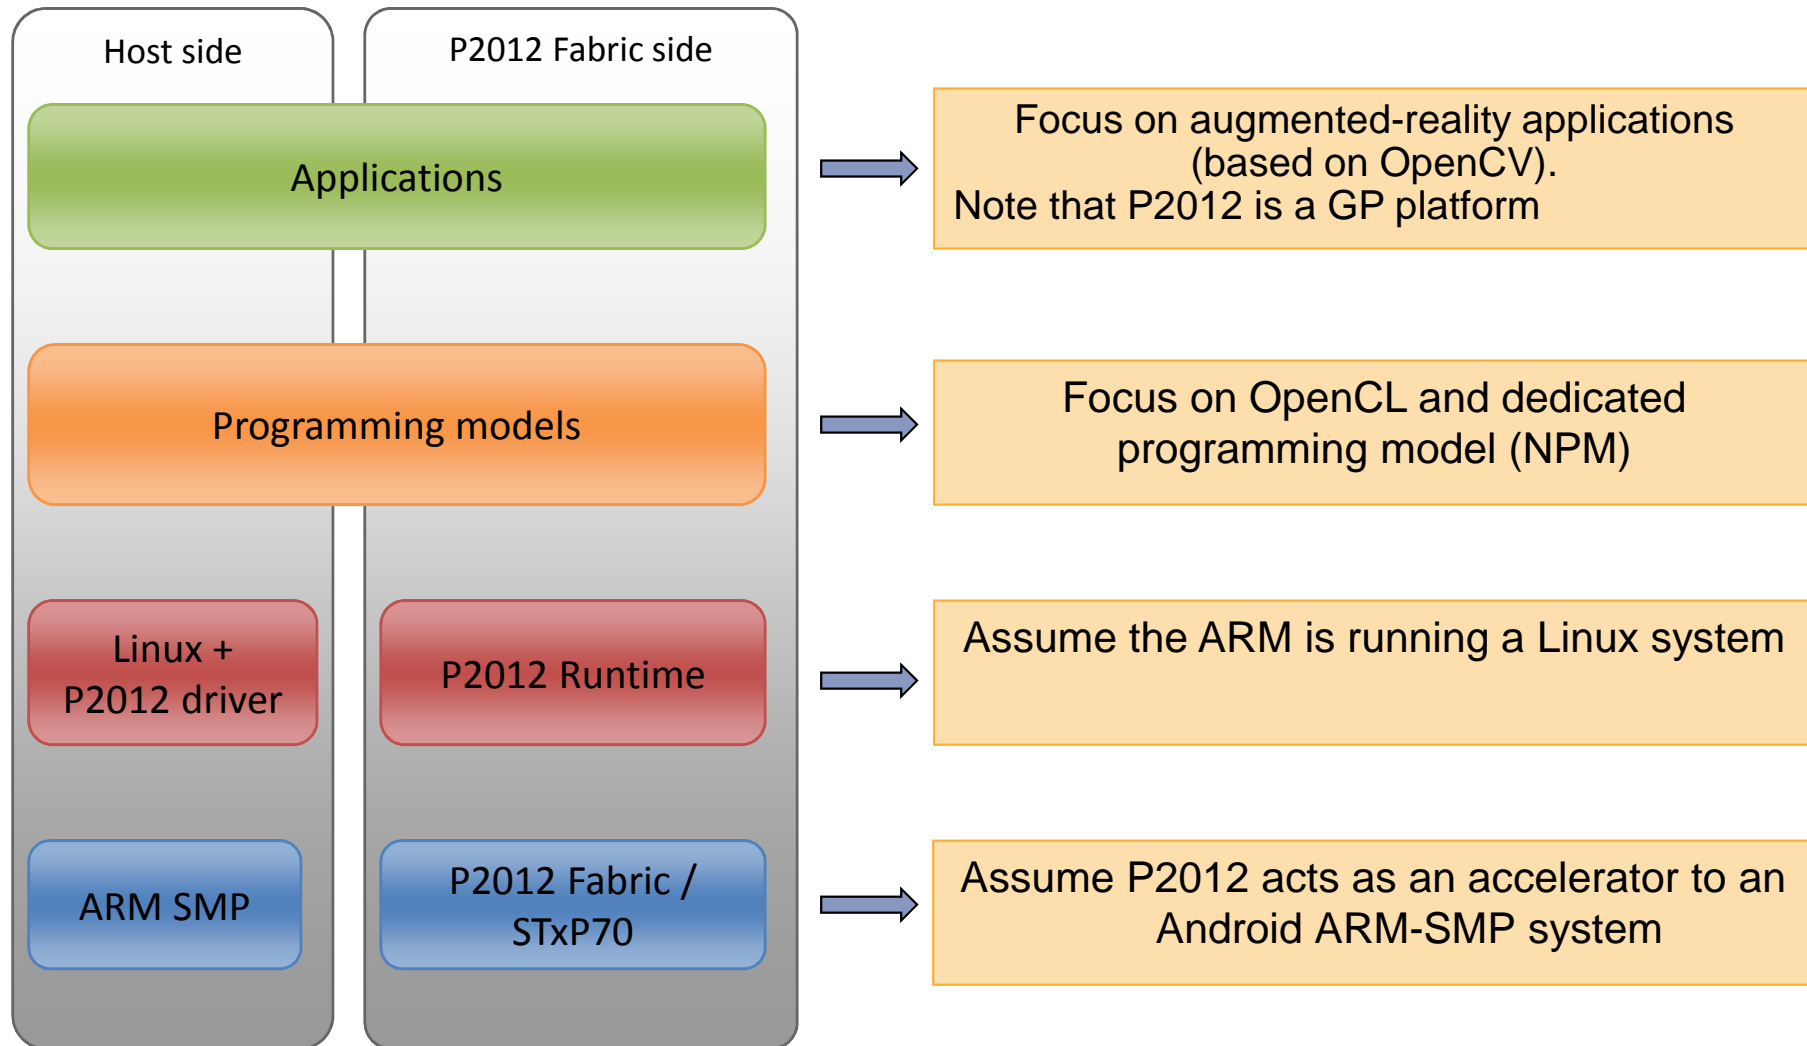 Host side
P2012 Fabric side
Applications
Focus on augmented-reality applications
(based on OpenCV).
Note that P2012 is a GP platform
Programming models
Focus on OpenCL and dedicated
programming model (NPM)
Linux +
P2012 driver
P2012 Runtime
Assume the ARM is running a Linux system
ARM SMP
P2012 Fabric /
STxP70
Assume P2012 acts as an accelerator to an
Android ARM-SMP system